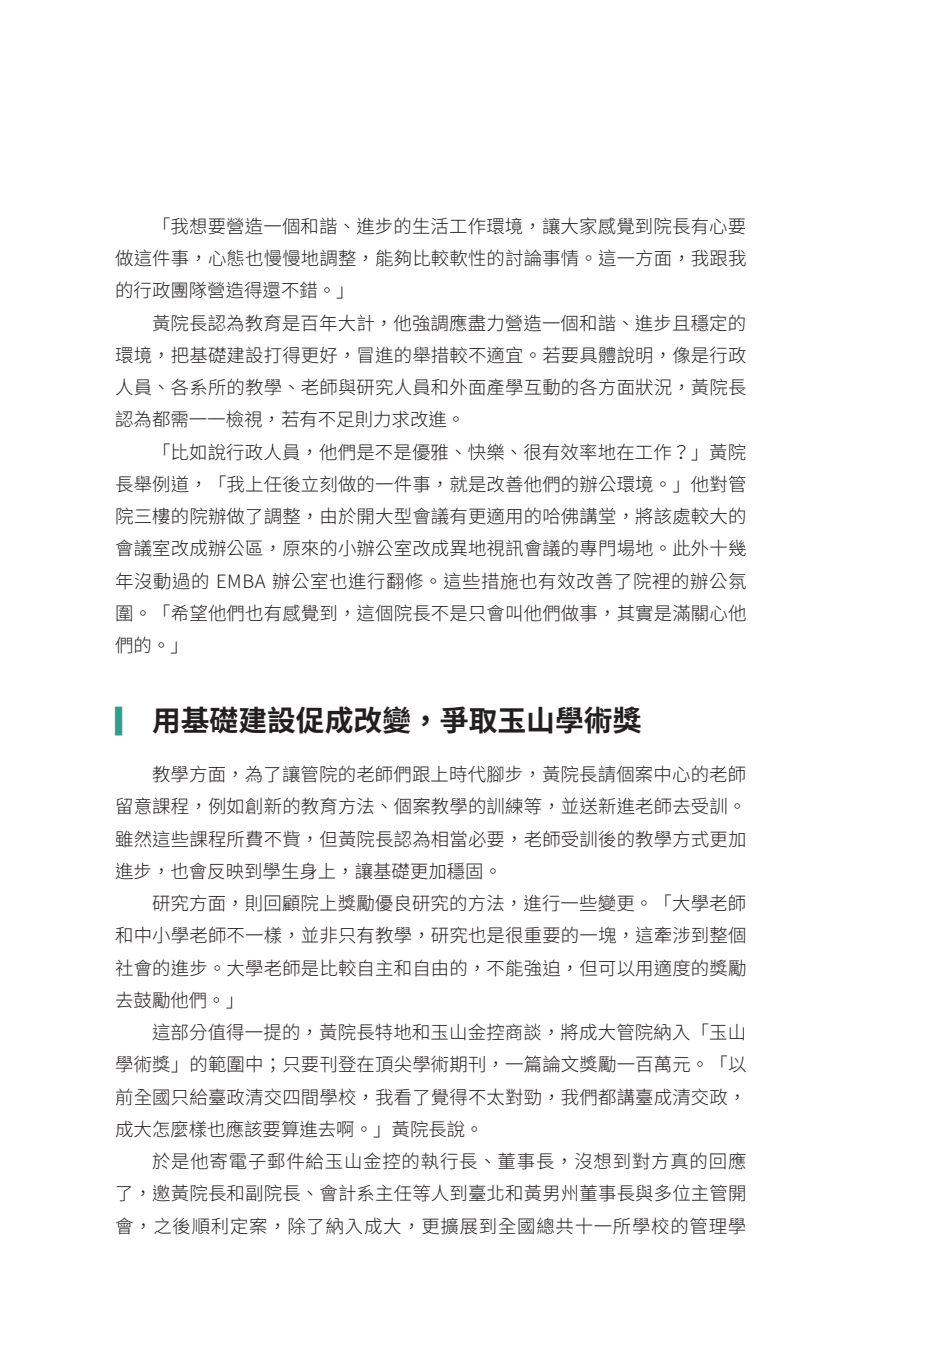 「我想要營造一個和諧、進步的生活工作環境，讓大家感覺到院長有心要
做這件事，心態也慢慢地調整，能夠比較軟性的討論事情。這一方面，我跟我
的行政團隊營造得還不錯。」
黃院長認為教育是百年大計，他強調應盡力營造一個和諧、進步且穩定的
環境，把基礎建設打得更好，冒進的舉措較不適宜。若要具體說明，像是行政
人員、各系所的教學、老師與研究人員和外面產學互動的各方面狀況，黃院長
認為都需一一檢視，若有不足則力求改進。
「比如說行政人員，他們是不是優雅、快樂、很有效率地在工作？」黃院
長舉例道，「我上任後立刻做的一件事，就是改善他們的辦公環境。」他對管
院三樓的院辦做了調整，由於開大型會議有更適用的哈佛講堂，將該處較大的
會議室改成辦公區，原來的小辦公室改成異地視訊會議的專門場地。此外十幾
年沒動過的 EMBA 辦公室也進行翻修。這些措施也有效改善了院裡的辦公氛
圍。「希望他們也有感覺到，這個院長不是只會叫他們做事，其實是滿關心他
們的。」
用基礎建設促成改變，爭取玉山學術獎
教學方面，為了讓管院的老師們跟上時代腳步，黃院長請個案中心的老師
留意課程，例如創新的教育方法、個案教學的訓練等，並送新進老師去受訓。
雖然這些課程所費不貲，但黃院長認為相當必要，老師受訓後的教學方式更加
進步，也會反映到學生身上，讓基礎更加穩固。
研究方面，則回顧院上獎勵優良研究的方法，進行一些變更。「大學老師
和中小學老師不一樣，並非只有教學，研究也是很重要的一塊，這牽涉到整個
社會的進步。大學老師是比較自主和自由的，不能強迫，但可以用適度的獎勵
去鼓勵他們。」
這部分值得一提的，黃院長特地和玉山金控商談，將成大管院納入「玉山
學術獎」的範圍中；只要刊登在頂尖學術期刊，一篇論文獎勵一百萬元。「以
前全國只給臺政清交四間學校，我看了覺得不太對勁，我們都講臺成清交政，
成大怎麼樣也應該要算進去啊。」黃院長說。
於是他寄電子郵件給玉山金控的執行長、董事長，沒想到對方真的回應
了，邀黃院長和副院長、會計系主任等人到臺北和黃男州董事長與多位主管開
會，之後順利定案，除了納入成大，更擴展到全國總共十一所學校的管理學